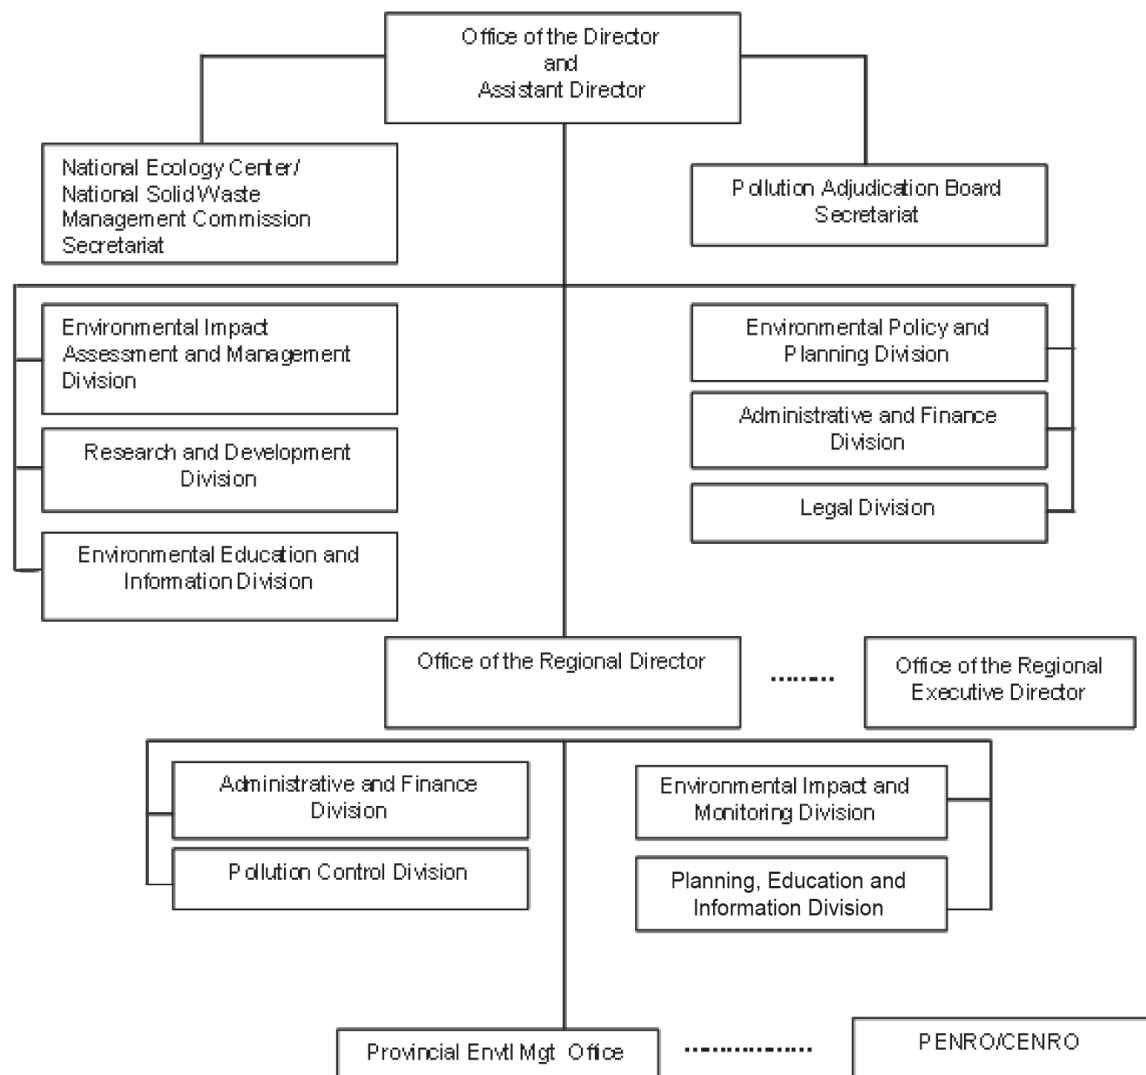 Office of the Director
and
Assistant Director
National Ecology Center/
National Solid Waste
Management Commission
Secretariat
Pollution Adjudication Board
Secretariat
Environmental Impact
Assessment and Management
Division
Environmental Policy and
Planning Division
Research and Development
Division
Administrative and Finance
Division
Legal Division
Environmental Education and
Information Division
Office of the Regional Director
Office of the Regional
Executive Director
Administrative and Finance
Division
Environmental Impact and
Monitoring Division
Pollution Control Division
Planning, Education and
Information Division
Provincial Envtl Mgt Office
PENRO/CENRO